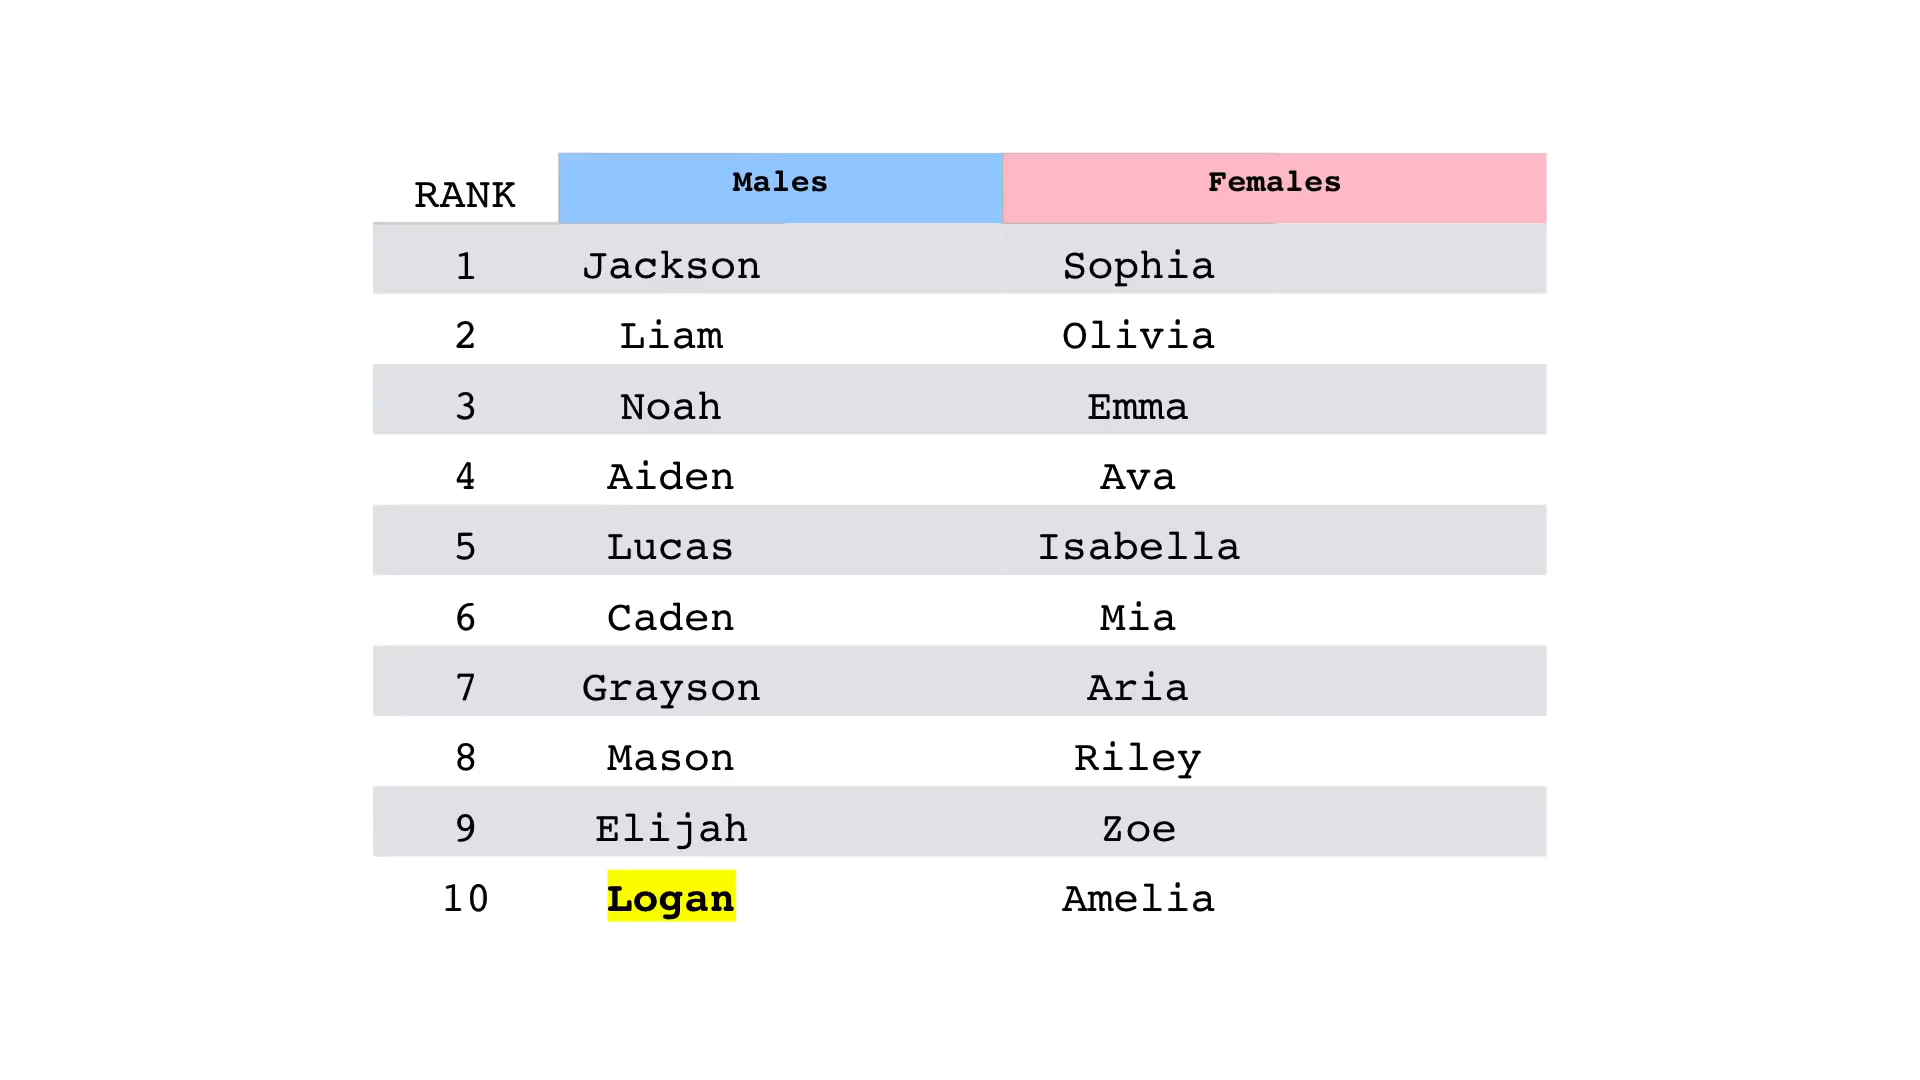 RANK Males Females
1 Jackson Sophia
2 Liam Olivia
3 Noah Emma
4 Aiden Ava
5 Lucas Isabella
6 Caden Mia
7 Grayson Aria
8 Mason Riley
9 Elijah Zoe
10 Logan Amelia